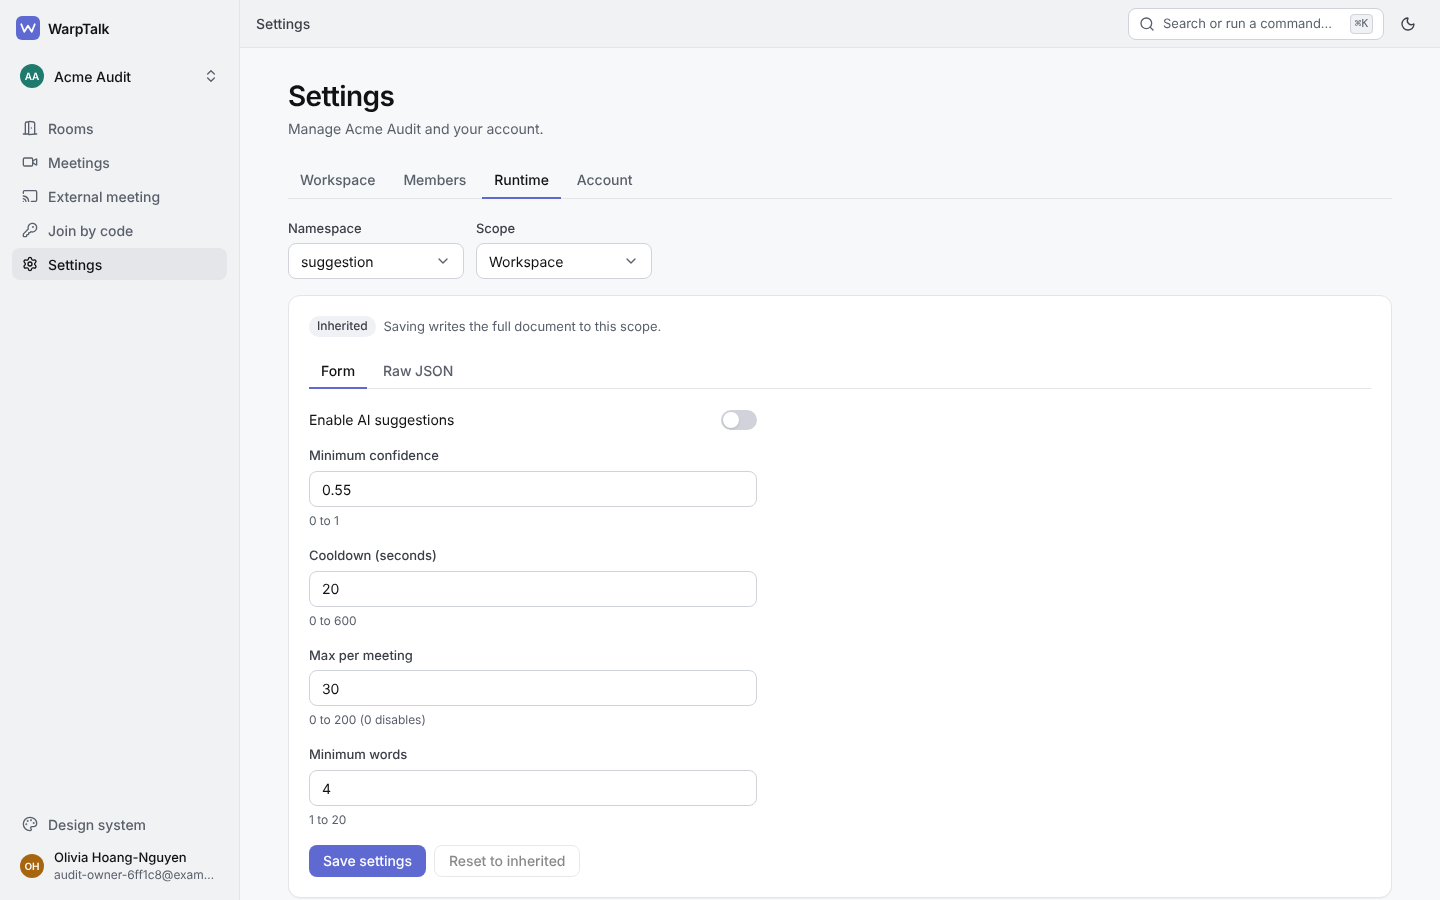 WarpTalk
AA
Acme Audit
Rooms
Meetings
External meeting
Join by code
Settings
Design system
OH
Olivia Hoang-Nguyen
audit-owner-6ff1c8@exam...
Settings
Search or run a command...
⌘K
Settings
Manage Acme Audit and your account.
Workspace Members Runtime Account
Namespace Scope
suggestion Workspace
Inherited Saving writes the full document to this scope.
Form Raw JSON
Enable AI suggestions
Minimum confidence
0.55
0 to 1
Cooldown (seconds)
20
0 to 600
Max per meeting
30
0 to 200 (0 disables)
Minimum words
4
1 to 20
Save settings Reset to inherited